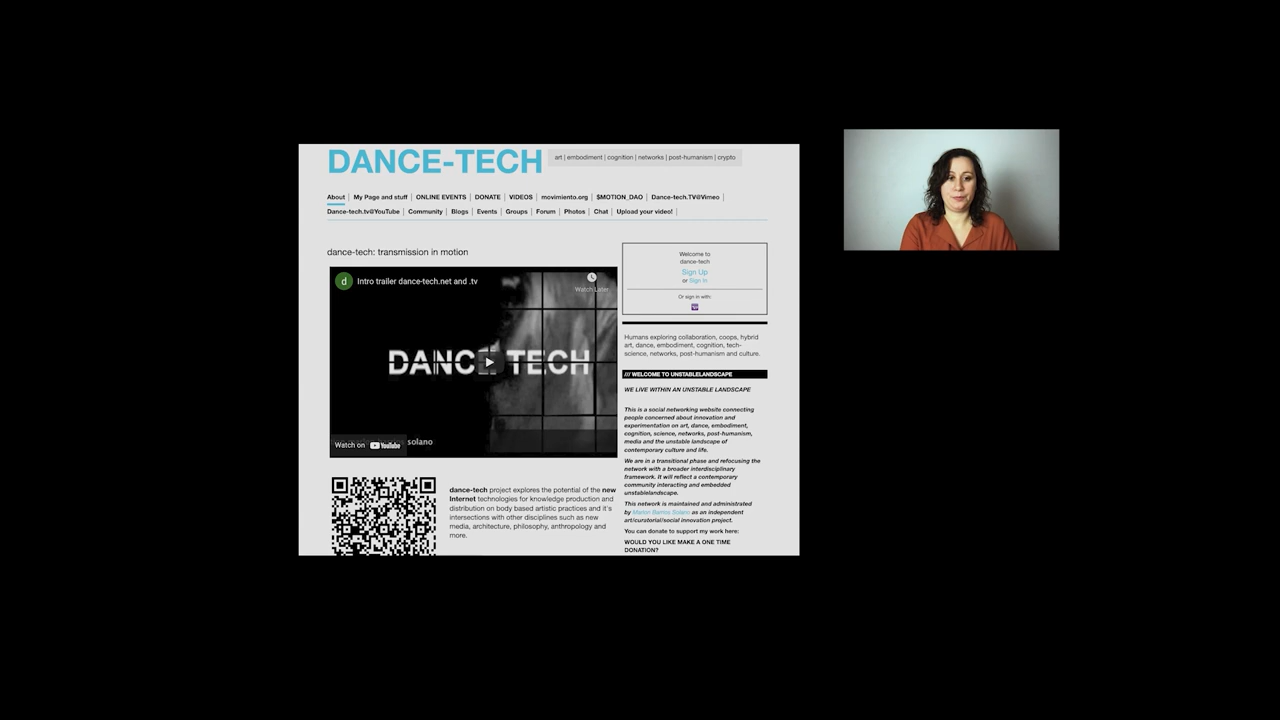 DANCE-TECH
art | embodiment | cognition | networks | post-humanism | crypto
About | My Page and stuff | ONLINE EVENTS | DONATE | VIDEOS | movimiento.org | $MOTION_DAO | Dance-tech.TV@Vimeo |
Dance-tech.tv@YouTube | Community | Blogs | Events | Groups | Forum | Photos | Chat | Upload your video! |
dance-tech: transmission in motion
d Intro trailer dance-tech.net and .tv
Watch Later
DANCE TECH
Watch on YouTube
solano
dance-tech project explores the potential of the new
Internet technologies for knowledge production and
distribution on body based artistic practices and it's
intersections with other disciplines such as new
media, architecture, philosophy, anthropology and
more.
Welcome to
dance-tech
Sign Up
or Sign In
Or sign in with:
Humans exploring collaboration, coops, hybrid
art, dance, embodiment, cognition, tech-
science, networks, post-humanism and culture.
/// WELCOME TO UNSTABLELANDSCAPE
WE LIVE WITHIN AN UNSTABLE LANDSCAPE
This is a social networking website connecting
people concerned about innovation and
experimentation on art, dance, embodiment,
cognition, science, networks, post-humanism,
media and the unstable landscape of
contemporary culture and life.
We are in a transitional phase and refocusing the
network with a broader interdisciplinary
framework. It will reflect a contemporary
community interacting and embedded
unstablelandscape.
This network is maintained and administrated
by Marlon Barrios Solano as an independent
art/curatorial/social innovation project.
You can donate to support my work here:
WOULD YOU LIKE MAKE A ONE TIME
DONATION?